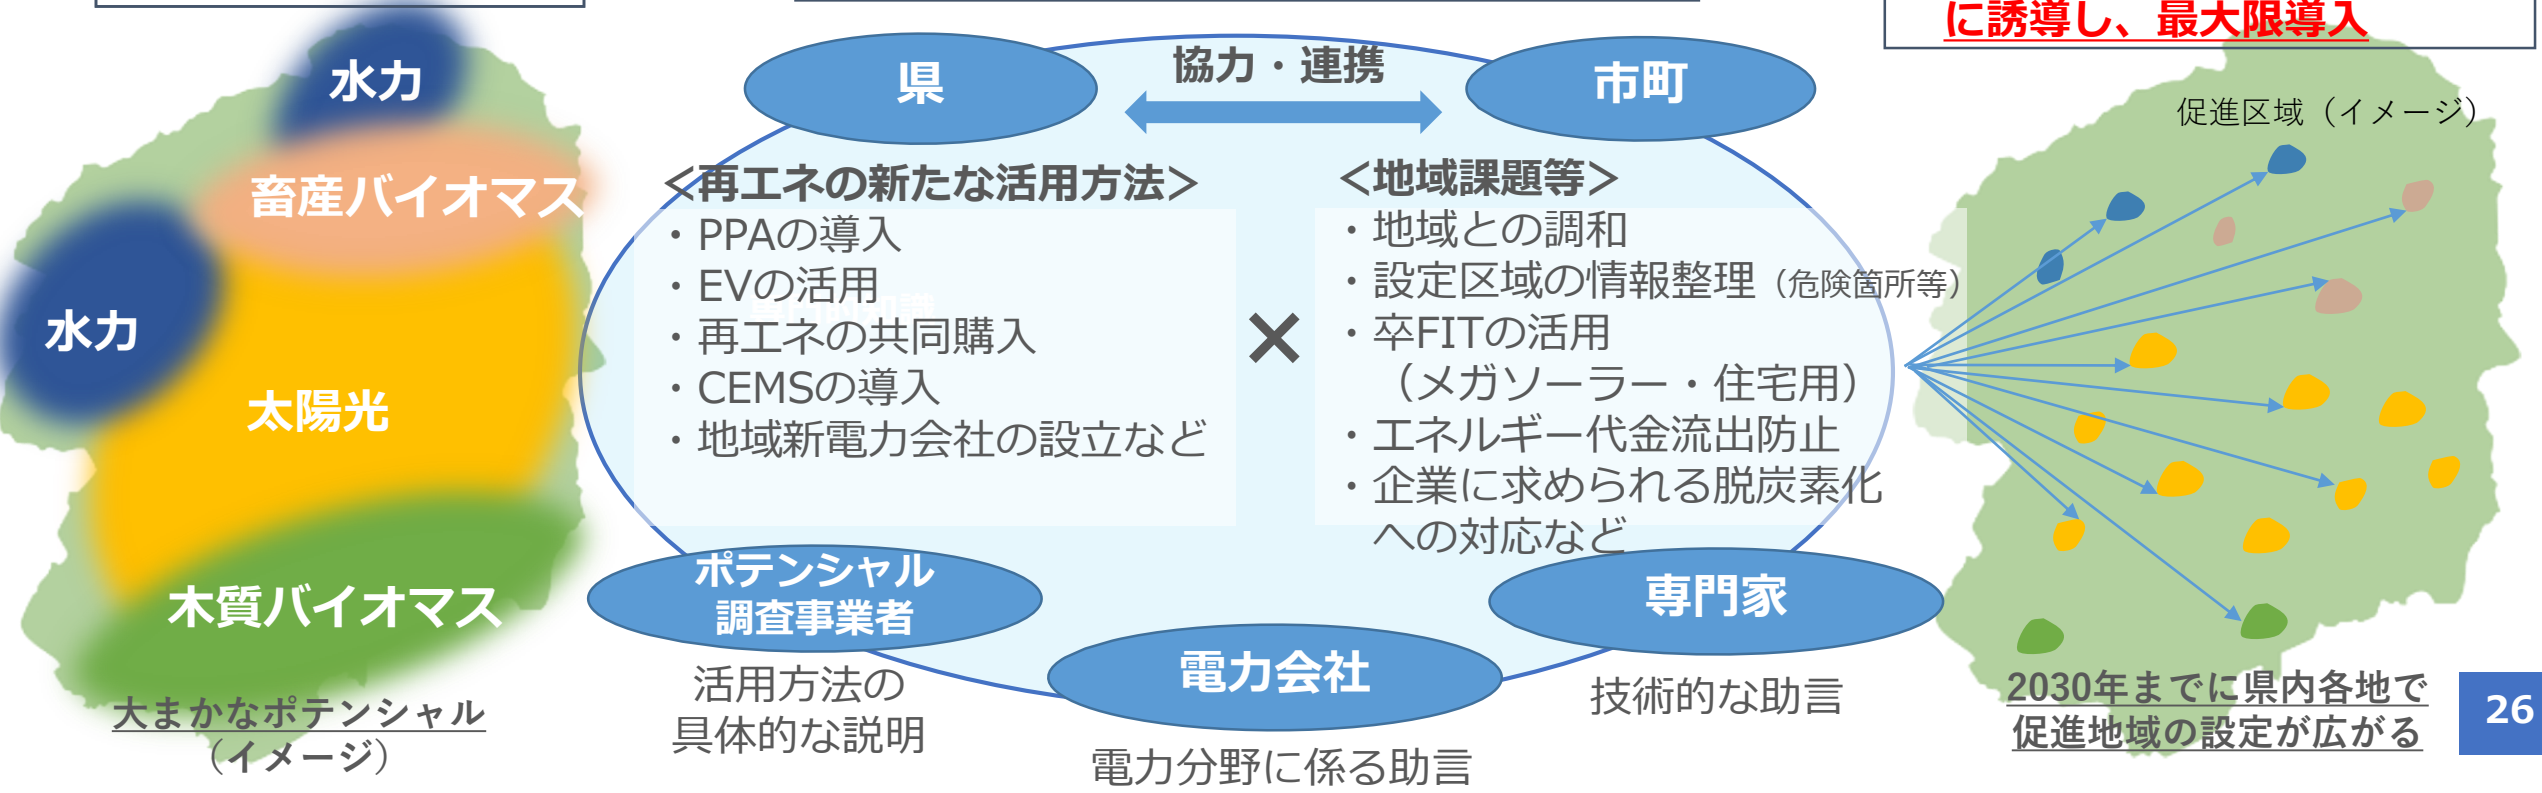 水力
畜産バイオマス
水力
太陽光
木質バイオマス
大まかなポテンシャル
（イメージ）
県
協力・連携
市町
＜再エネの新たな活用方法＞
・PPAの導入
・EVの活用
・再エネの共同購入
・CEMSの導入
・地域新電力会社の設立など
専門的知識
×
＜地域課題等＞
・地域との調和
・設定区域の情報整理（危険箇所等）
・卒FITの活用
（メガソーラー・住宅用）
・エネルギー代金流出防止
・企業に求められる脱炭素化
への対応など
ポテンシャル
調査事業者
活用方法の
具体的な説明
電力会社
電力分野に係る助言
専門家
技術的な助言
に誘導し、最大限導入
促進区域（イメージ）
2030年までに県内各地で
促進地域の設定が広がる
26